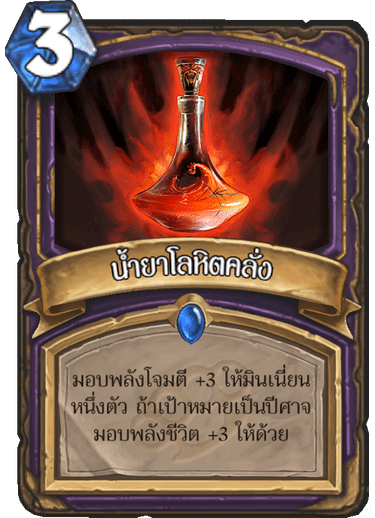 3
น้ำยาโลหิตคลั่ง
มอบพลังโจมตี +3 ให้มินเนี่ยน
หนึ่งตัว ถ้าเป้าหมายเป็นปีศาจ
มอบพลังชีวิต +3 ให้ด้วย